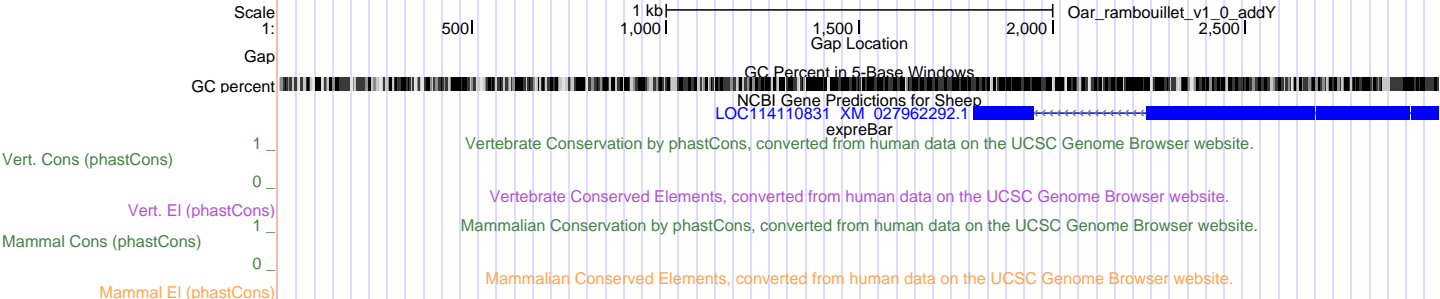 Scale 1 kb Oar_rambouillet_v1_0_addY
1: 500 1,000 1,500 2,000 2,500
Gap Location
Gap
GC Percent in 5-Base Windows
GC percent
NCBI Gene Predictions for Sheep
LOC114110831 XM_027962292.1
expreBar
1 _ Vertebrate Conservation by phastCons, converted from human data on the UCSC Genome Browser website.
Vert. Cons (phastCons)
0 _
Vertebrate Conserved Elements, converted from human data on the UCSC Genome Browser website.
Vert. El (phastCons)
1 _ Mammalian Conservation by phastCons, converted from human data on the UCSC Genome Browser website.
Mammal Cons (phastCons)
0 _
Mammalian Conserved Elements, converted from human data on the UCSC Genome Browser website.
Mammal El (phastCons)